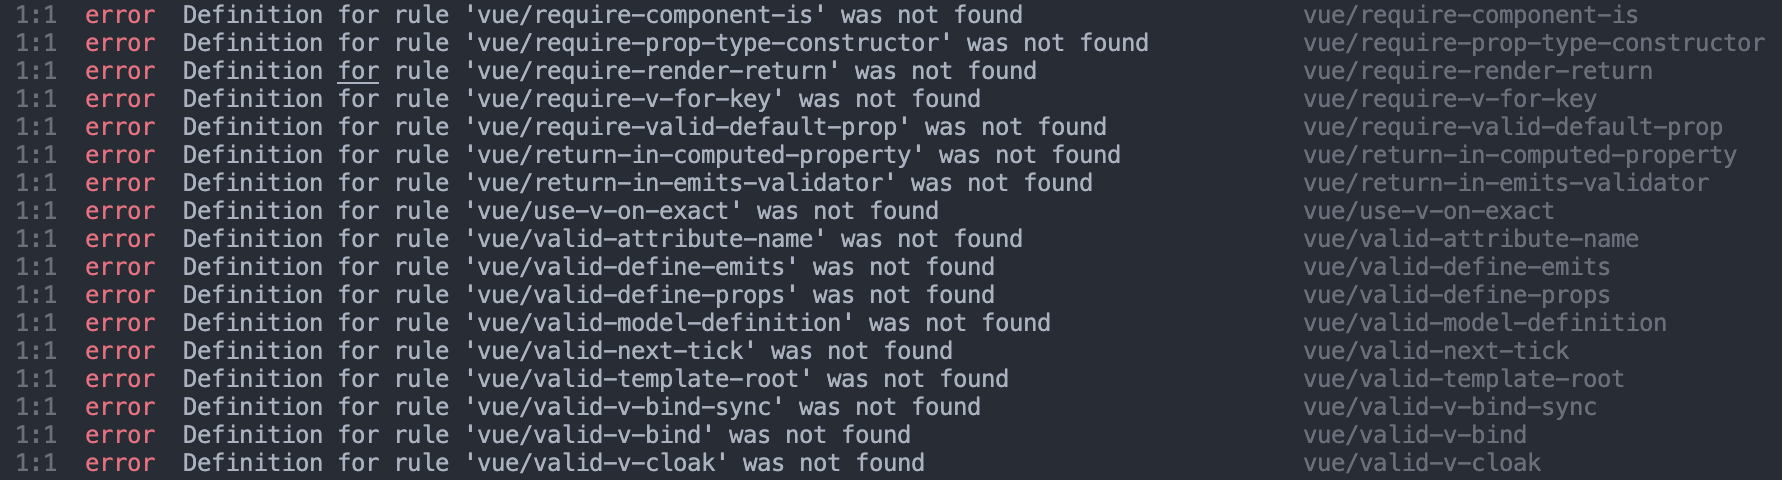 1:1  error  Definition for rule 'vue/require-component-is' was not found  vue/require-component-is
1:1  error  Definition for rule 'vue/require-prop-type-constructor' was not found  vue/require-prop-type-constructor
1:1  error  Definition for rule 'vue/require-render-return' was not found  vue/require-render-return
1:1  error  Definition for rule 'vue/require-v-for-key' was not found  vue/require-v-for-key
1:1  error  Definition for rule 'vue/require-valid-default-prop' was not found  vue/require-valid-default-prop
1:1  error  Definition for rule 'vue/return-in-computed-property' was not found  vue/return-in-computed-property
1:1  error  Definition for rule 'vue/return-in-emits-validator' was not found  vue/return-in-emits-validator
1:1  error  Definition for rule 'vue/use-v-on-exact' was not found  vue/use-v-on-exact
1:1  error  Definition for rule 'vue/valid-attribute-name' was not found  vue/valid-attribute-name
1:1  error  Definition for rule 'vue/valid-define-emits' was not found  vue/valid-define-emits
1:1  error  Definition for rule 'vue/valid-define-props' was not found  vue/valid-define-props
1:1  error  Definition for rule 'vue/valid-model-definition' was not found  vue/valid-model-definition
1:1  error  Definition for rule 'vue/valid-next-tick' was not found  vue/valid-next-tick
1:1  error  Definition for rule 'vue/valid-template-root' was not found  vue/valid-template-root
1:1  error  Definition for rule 'vue/valid-v-bind-sync' was not found  vue/valid-v-bind-sync
1:1  error  Definition for rule 'vue/valid-v-bind' was not found  vue/valid-v-bind
1:1  error  Definition for rule 'vue/valid-v-cloak' was not found  vue/valid-v-cloak